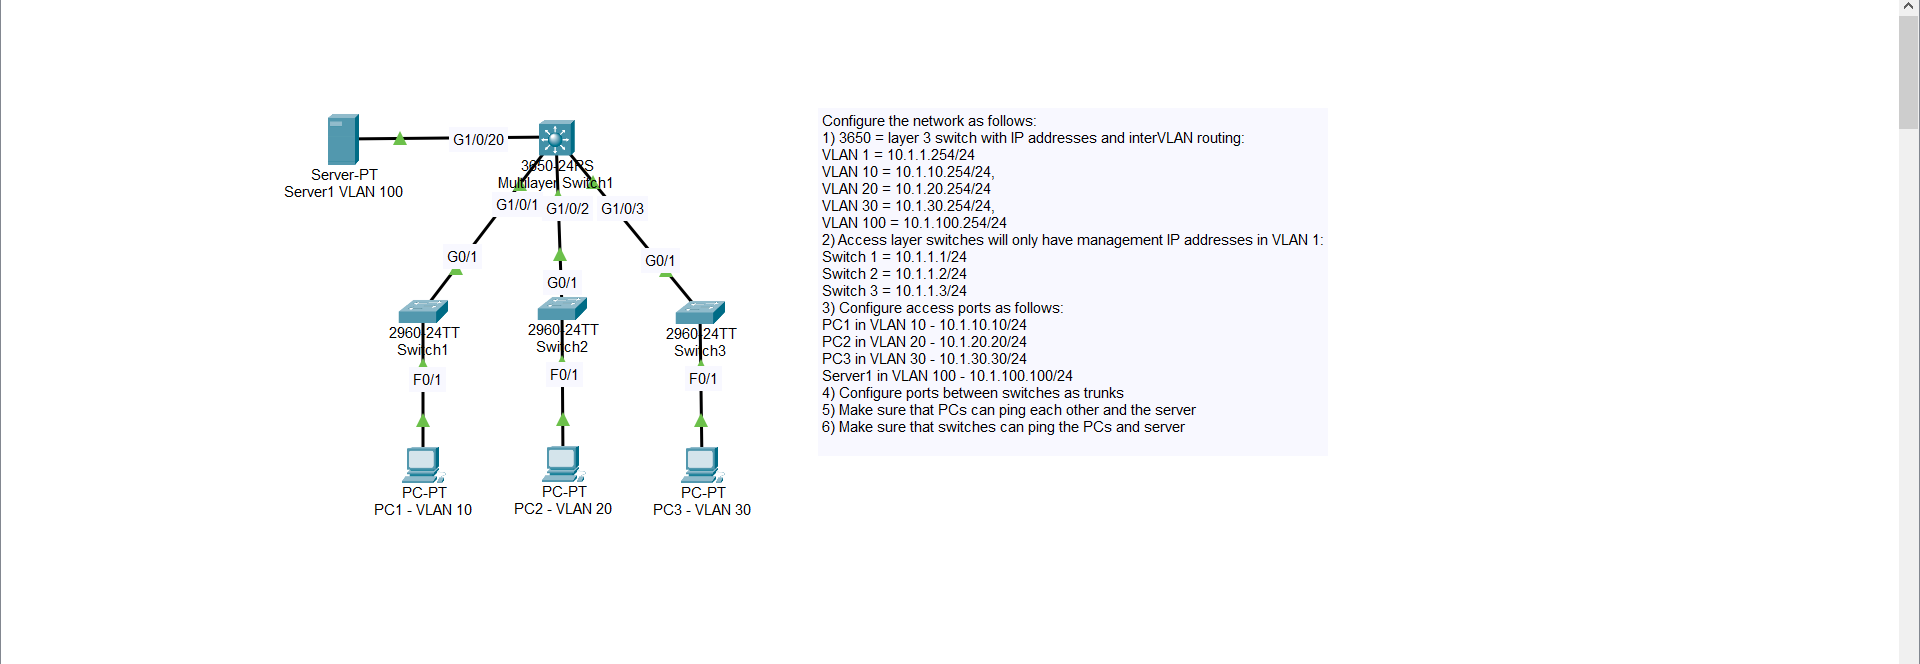 G1/0/20
3650-24PS
Multilayer Switch1
Server-PT
Server1 VLAN 100
G1/0/1
G1/0/2
G1/0/3
G0/1
G0/1
G0/1
2960-24TT
Switch1
2960-24TT
Switch2
2960-24TT
Switch3
F0/1
F0/1
F0/1
PC-PT
PC1 - VLAN 10
PC-PT
PC2 - VLAN 20
PC-PT
PC3 - VLAN 30
Configure the network as follows:
1) 3650 = layer 3 switch with IP addresses and interVLAN routing:
VLAN 1 = 10.1.1.254/24
VLAN 10 = 10.1.10.254/24,
VLAN 20 = 10.1.20.254/24
VLAN 30 = 10.1.30.254/24,
VLAN 100 = 10.1.100.254/24
2) Access layer switches will only have management IP addresses in VLAN 1:
Switch 1 = 10.1.1.1/24
Switch 2 = 10.1.1.2/24
Switch 3 = 10.1.1.3/24
3) Configure access ports as follows:
PC1 in VLAN 10 - 10.1.10.10/24
PC2 in VLAN 20 - 10.1.20.20/24
PC3 in VLAN 30 - 10.1.30.30/24
Server1 in VLAN 100 - 10.1.100.100/24
4) Configure ports between switches as trunks
5) Make sure that PCs can ping each other and the server
6) Make sure that switches can ping the PCs and server